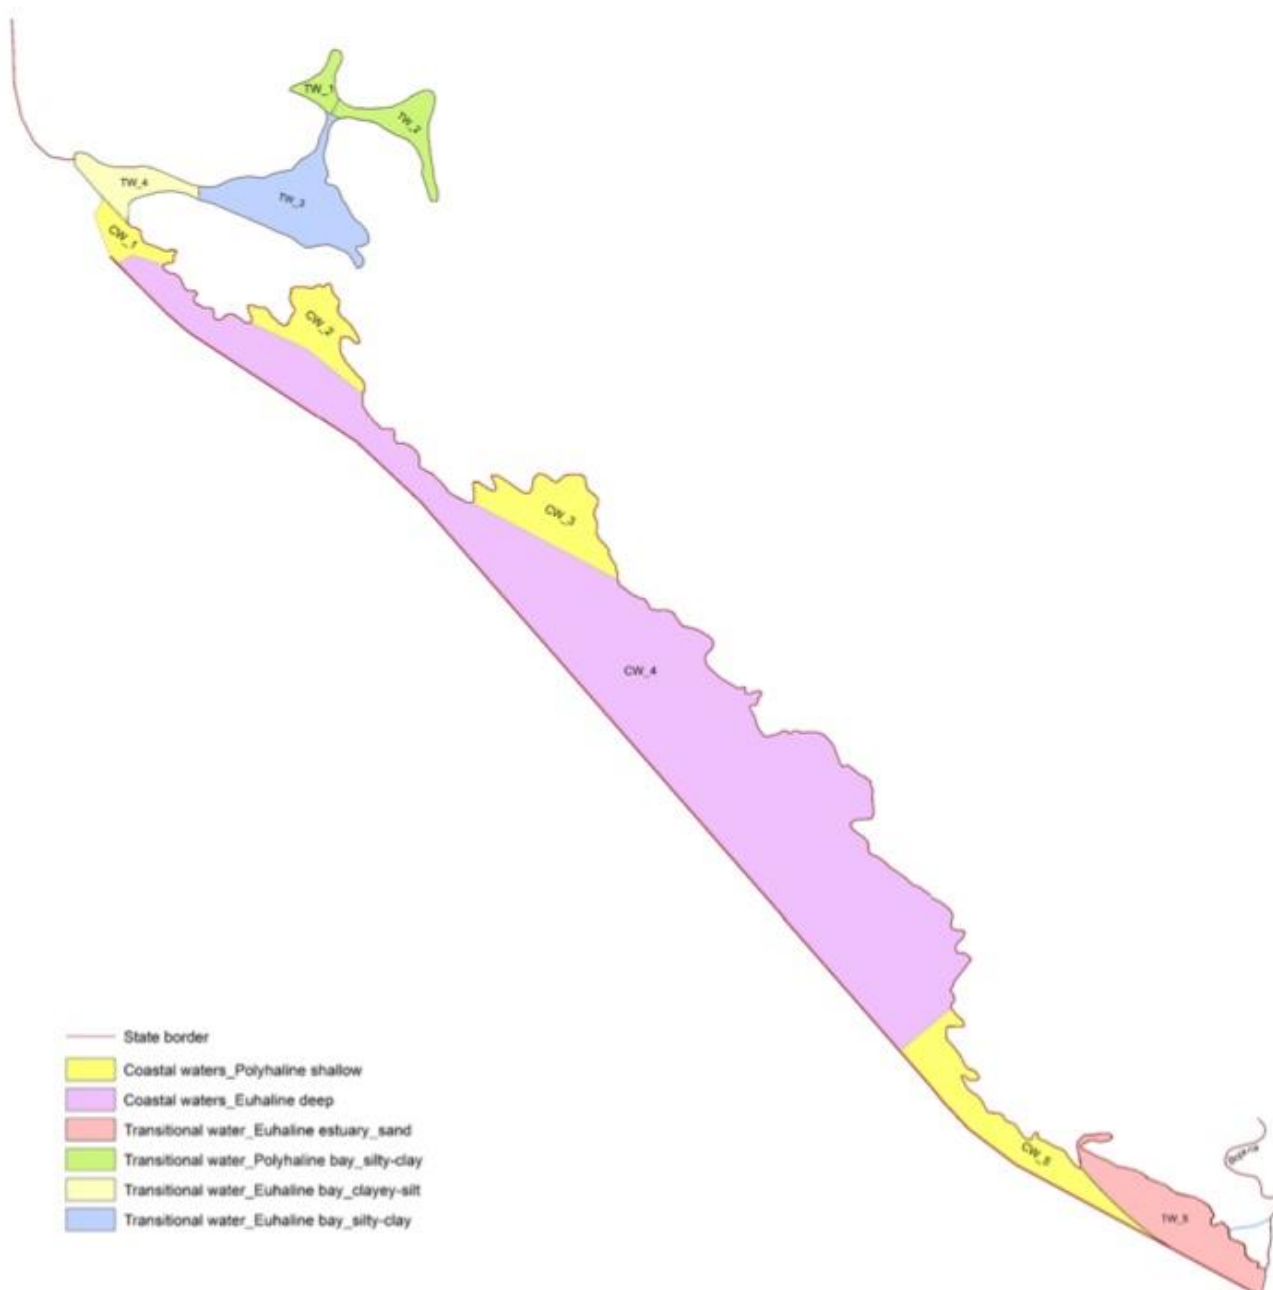 TW_1
TW_2
TW_4
TW_3
CW_1
CW_2
CW_3
CW_4
State border
Coastal waters_Polyhaline shallow
Coastal waters_Euhaline deep
Transitional water_Euhaline estuary_sand
Transitional water_Polyhaline bay_silty-clay
Transitional water_Euhaline bay_clayey-silt
Transitional water_Euhaline bay_silty-clay
CW_5
TW_5